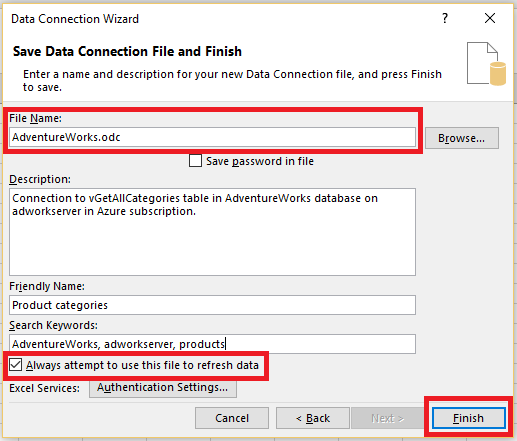 Data Connection Wizard
Save Data Connection File and Finish
Enter a name and description for your new Data Connection file, and press Finish
to save.
File Name:
AdventureWorks.odc
Browse...
Save password in file
Description:
Connection to vGetAllCategories table in AdventureWorks database on
adworkserver in Azure subscription.
Friendly Name:
Product categories
Search Keywords:
AdventureWorks, adworkserver, products
Always attempt to use this file to refresh data
Excel Services:
Authentication Settings...
Cancel
< Back
Next >
Finish